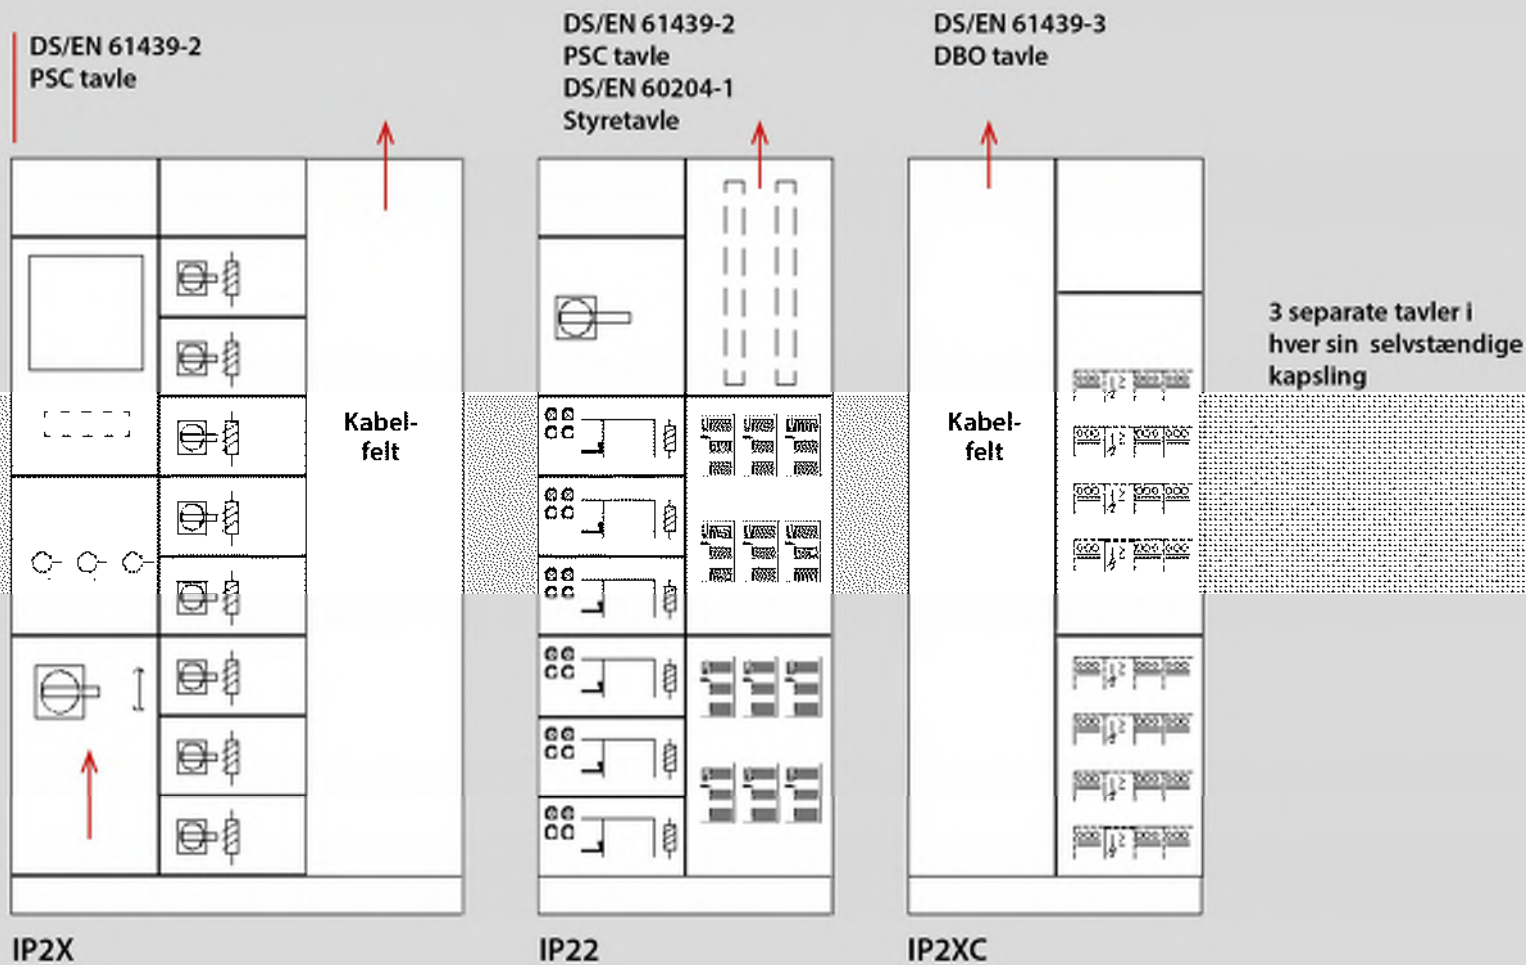 DS/EN 61439-2
PSC tavle
DS/EN 61439-2
PSC tavle
DS/EN 60204-1
Styretavle
DS/EN 61439-3
DBO tavle
Kabel-
felt
Kabel-
felt
3 separate tavler i
hver sin selvstændige
kapsling
IP2X
IP22
IP2XC